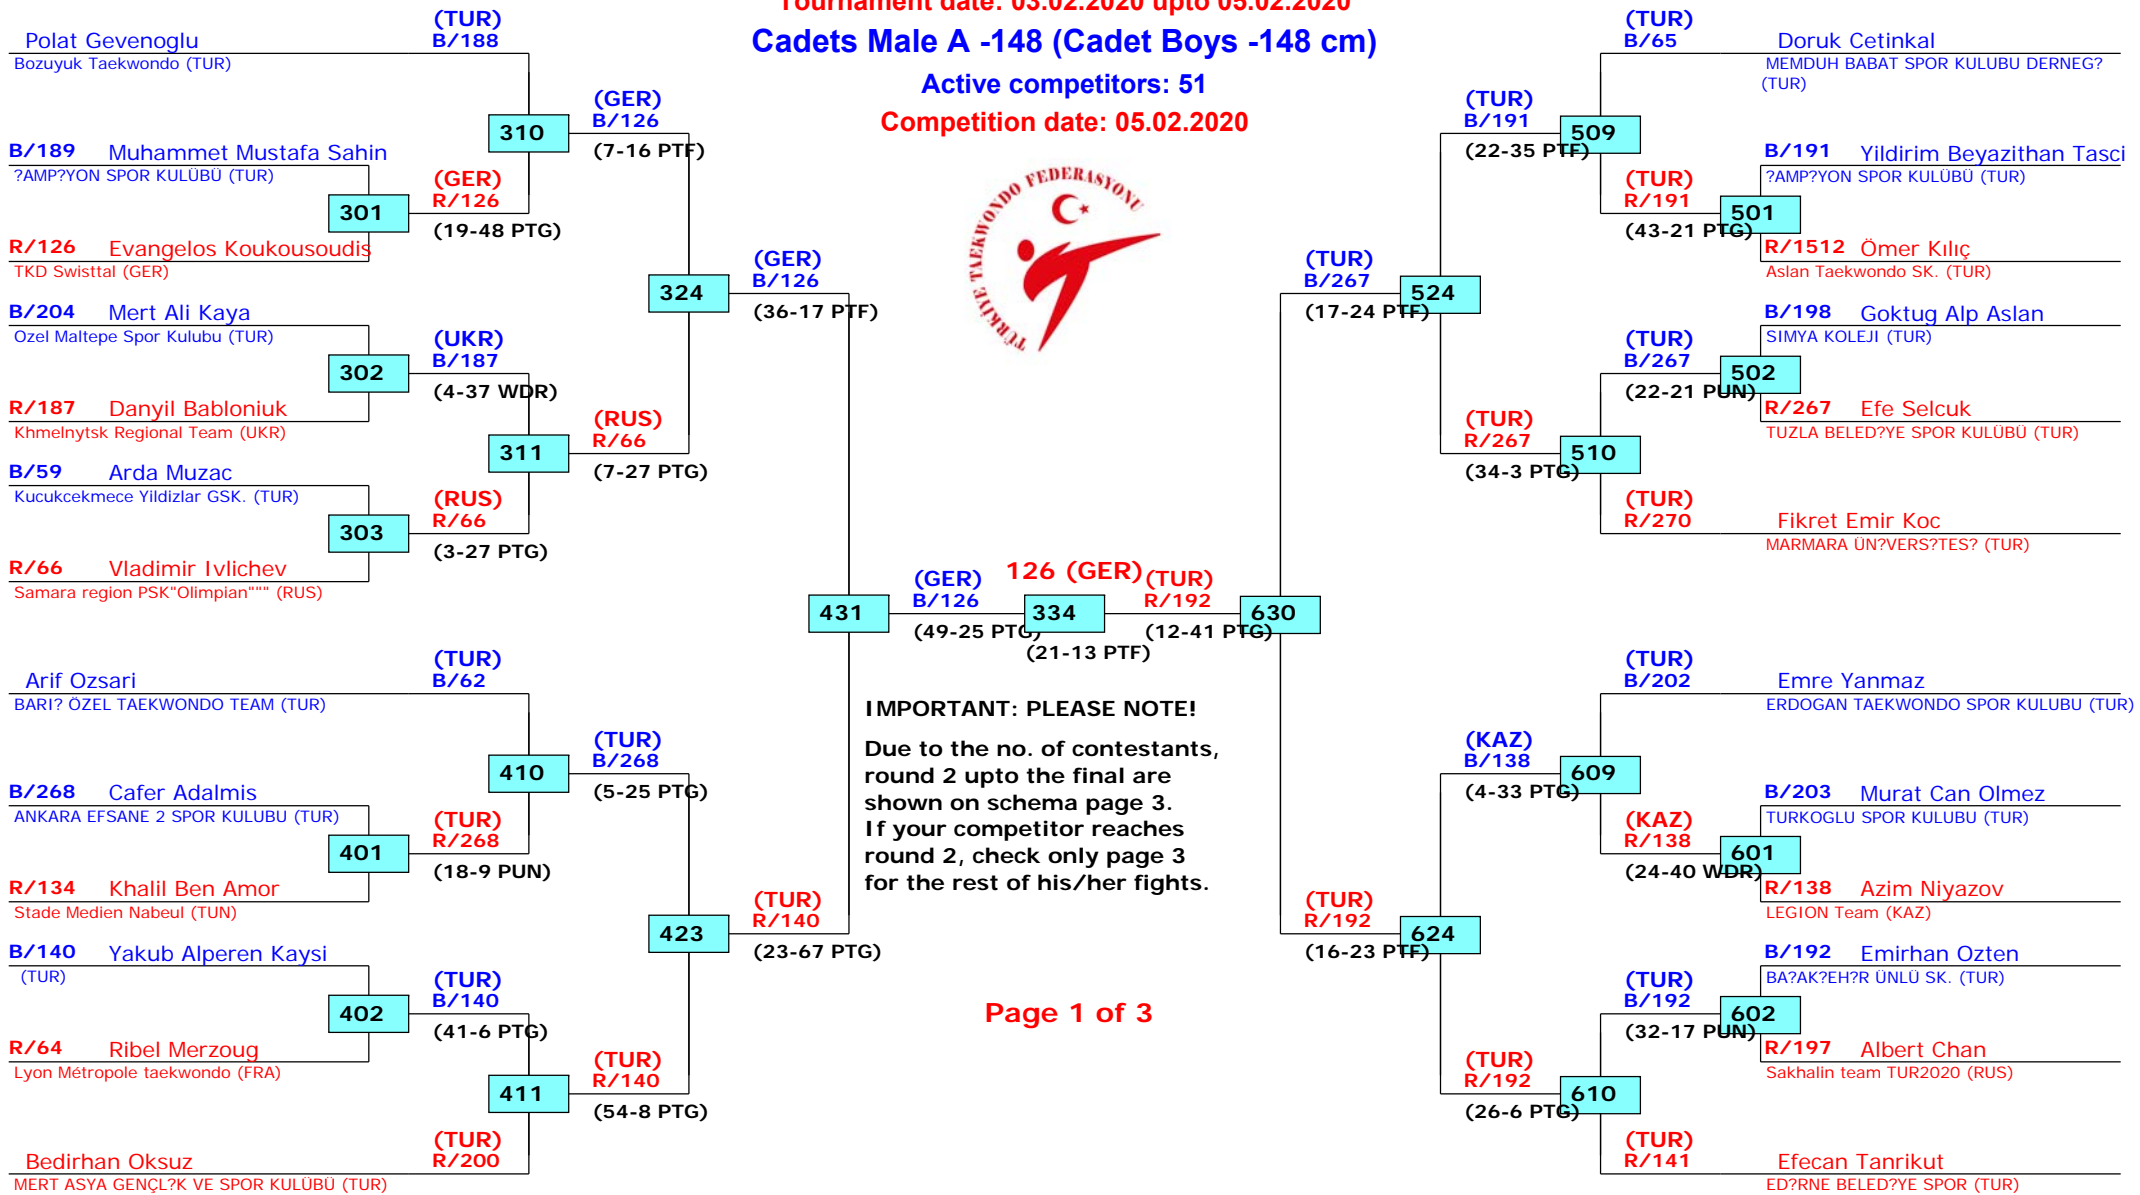 Tournament date: 03.02.2020 upto 05.02.2020
Cadets Male A -148 (Cadet Boys -148 cm)
Active competitors: 51
Competition date: 05.02.2020
TÜRKİYE TAEKWONDO FEDERASYONU
(TUR)
B/188
Polat Gevenoglu
Bozuyuk Taekwondo (TUR)
310
(GER)
B/126
(7-16 PTF)
B/189 Muhammet Mustafa Sahin
?AMP?YON SPOR KULÜBÜ (TUR)
301
(GER)
R/126
(19-48 PTG)
R/126 Evangelos Koukousoudis
TKD Swisttal (GER)
324
(GER)
B/126
(36-17 PTF)
B/204 Mert Ali Kaya
Ozel Maltepe Spor Kulubu (TUR)
302
(UKR)
B/187
(4-37 WDR)
R/187 Danyil Babloniuk
Khmelnytsk Regional Team (UKR)
311
(RUS)
R/66
(7-27 PTG)
B/59 Arda Muzac
Kucukcekmece Yildizlar GSK. (TUR)
303
(RUS)
R/66
(3-27 PTG)
R/66 Vladimir Ivlichev
Samara region PSK"Olimpian""" (RUS)
431
(GER)
B/126
(49-25 PTG)
126 (GER)
334
(21-13 PTF)
(TUR)
R/192
(12-41 PTG)
630
(TUR)
B/62
Arif Ozsari
BARI? ÖZEL TAEKWONDO TEAM (TUR)
410
(TUR)
B/268
(5-25 PTG)
B/268 Cafer Adalmis
ANKARA EFSANE 2 SPOR KULUBU (TUR)
401
(TUR)
R/268
(18-9 PUN)
R/134 Khalil Ben Amor
Stade Medien Nabeul (TUN)
423
(TUR)
R/140
(23-67 PTG)
B/140 Yakub Alperen Kaysi
(TUR)
402
(TUR)
B/140
(41-6 PTG)
R/64 Ribel Merzoug
Lyon Métropole taekwondo (FRA)
411
(TUR)
R/140
(54-8 PTG)
(TUR)
R/200
Bedirhan Oksuz
MERT ASYA GENÇL?K VE SPOR KULÜBÜ (TUR)
IMPORTANT: PLEASE NOTE!
Due to the no. of contestants,
round 2 upto the final are
shown on schema page 3.
If your competitor reaches
round 2, check only page 3
for the rest of his/her fights.
Page 1 of 3
(TUR)
B/65
Doruk Cetinkal
MEMDUH BABAT SPOR KULUBU DERNEG?
(TUR)
(TUR)
B/191
509
(22-35 PTF)
B/191 Yildirim Beyazithan Tasci
?AMP?YON SPOR KULÜBÜ (TUR)
(TUR)
R/191
501
(43-21 PTG)
R/1512 Ömer Kılıç
Aslan Taekwondo SK. (TUR)
(TUR)
B/267
524
(17-24 PTF)
B/198 Goktug Alp Aslan
SIMYA KOLEJI (TUR)
(TUR)
B/267
502
(22-21 PUN)
R/267 Efe Selcuk
TUZLA BELED?YE SPOR KULÜBÜ (TUR)
(TUR)
R/267
510
(34-3 PTG)
(TUR)
R/270
Fikret Emir Koc
MARMARA ÜN?VERS?TES? (TUR)
(TUR)
B/202
Emre Yanmaz
ERDOGAN TAEKWONDO SPOR KULUBU (TUR)
(KAZ)
B/138
609
(4-33 PTG)
B/203 Murat Can Olmez
TURKOGLU SPOR KULUBU (TUR)
(KAZ)
R/138
601
(24-40 WDR)
R/138 Azim Niyazov
LEGION Team (KAZ)
(TUR)
R/192
624
(16-23 PTF)
B/192 Emirhan Ozten
BA?AK?EH?R ÜNLÜ SK. (TUR)
(TUR)
B/192
602
(32-17 PUN)
R/197 Albert Chan
Sakhalin team TUR2020 (RUS)
(TUR)
R/192
610
(26-6 PTG)
(TUR)
R/141
Efecan Tanrikut
ED?RNE BELED?YE SPOR (TUR)